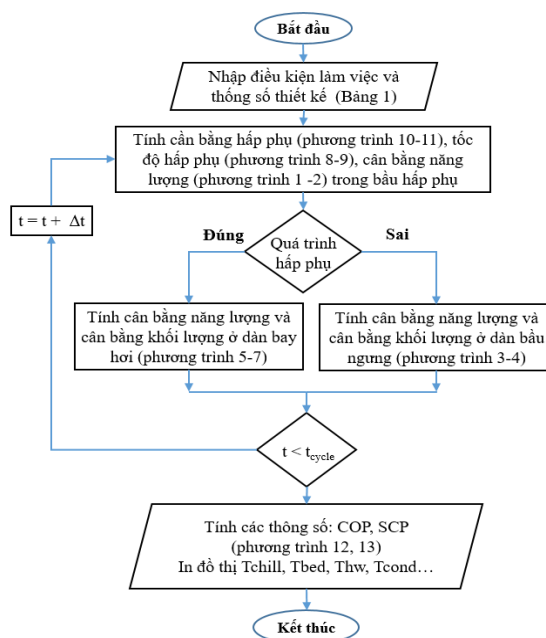 Bắt đầu
Nhập điều kiện làm việc và
thống số thiết kế (Bảng 1)
Tính cần bằng hấp phụ (phương trình 10-11), tốc
độ hấp phụ (phương trình 8-9), cân bằng năng
lượng (phương trình 1 -2) trong bầu hấp phụ
t = t + Δt
Đúng
Quá trình
hấp phụ
Sai
Tính cân bằng năng lượng và
cân bằng khối lượng ở dàn bay
hơi (phương trình 5-7)
Tính cân bằng năng lượng và
cân bằng khối lượng ở dàn bầu
ngưng (phương trình 3-4)
t < tcycle
Tính các thông số: COP, SCP
(phương trình 12, 13)
In đồ thị Tchill, Tbed, Thw, Tcond…
Kết thúc